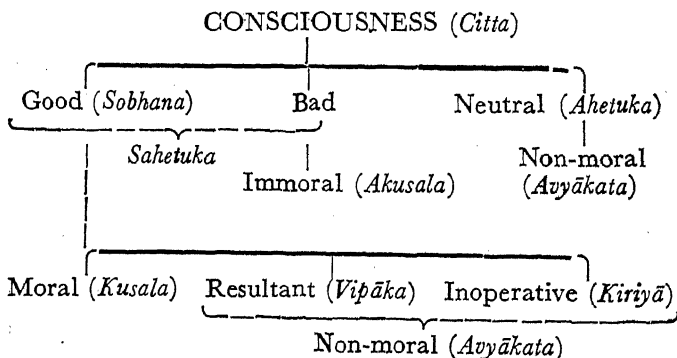 CONSCIOUSNESS (Citta)
Good (Sobhana) Bad Neutral (Ahetuka)
Sahetuka
Non-moral
Immoral (Akusala) (Avyākata)
Moral (Kusala) Resultant (Vipāka) Inoperative (Kiriyā)
Non-moral (Avyākata)